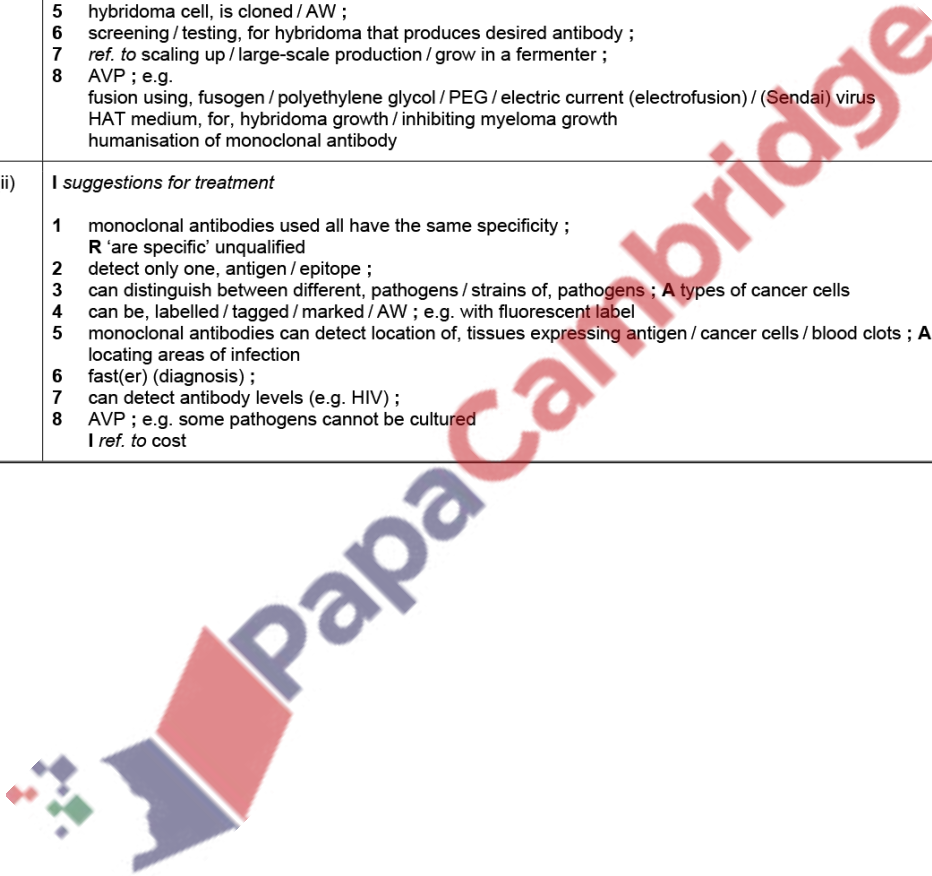 5 hybridoma cell, is cloned / AW ;
6 screening / testing, for hybridoma that produces desired antibody ;
7 ref. to scaling up / large-scale production / grow in a fermenter ;
8 AVP ; e.g.
fusion using, fusogen / polyethylene glycol / PEG / electric current (electrofusion) / (Sendai) virus
HAT medium, for, hybridoma growth / inhibiting myeloma growth
humanisation of monoclonal antibody
ii) I suggestions for treatment
1 monoclonal antibodies used all have the same specificity ;
R ‘are specific’ unqualified
2 detect only one, antigen / epitope ;
3 can distinguish between different, pathogens / strains of, pathogens ; A types of cancer cells
4 can be, labelled / tagged / marked / AW ; e.g. with fluorescent label
5 monoclonal antibodies can detect location of, tissues expressing antigen / cancer cells / blood clots ; A
locating areas of infection
6 fast(er) (diagnosis) ;
7 can detect antibody levels (e.g. HIV) ;
8 AVP ; e.g. some pathogens cannot be cultured
I ref. to cost
PapaCambridge